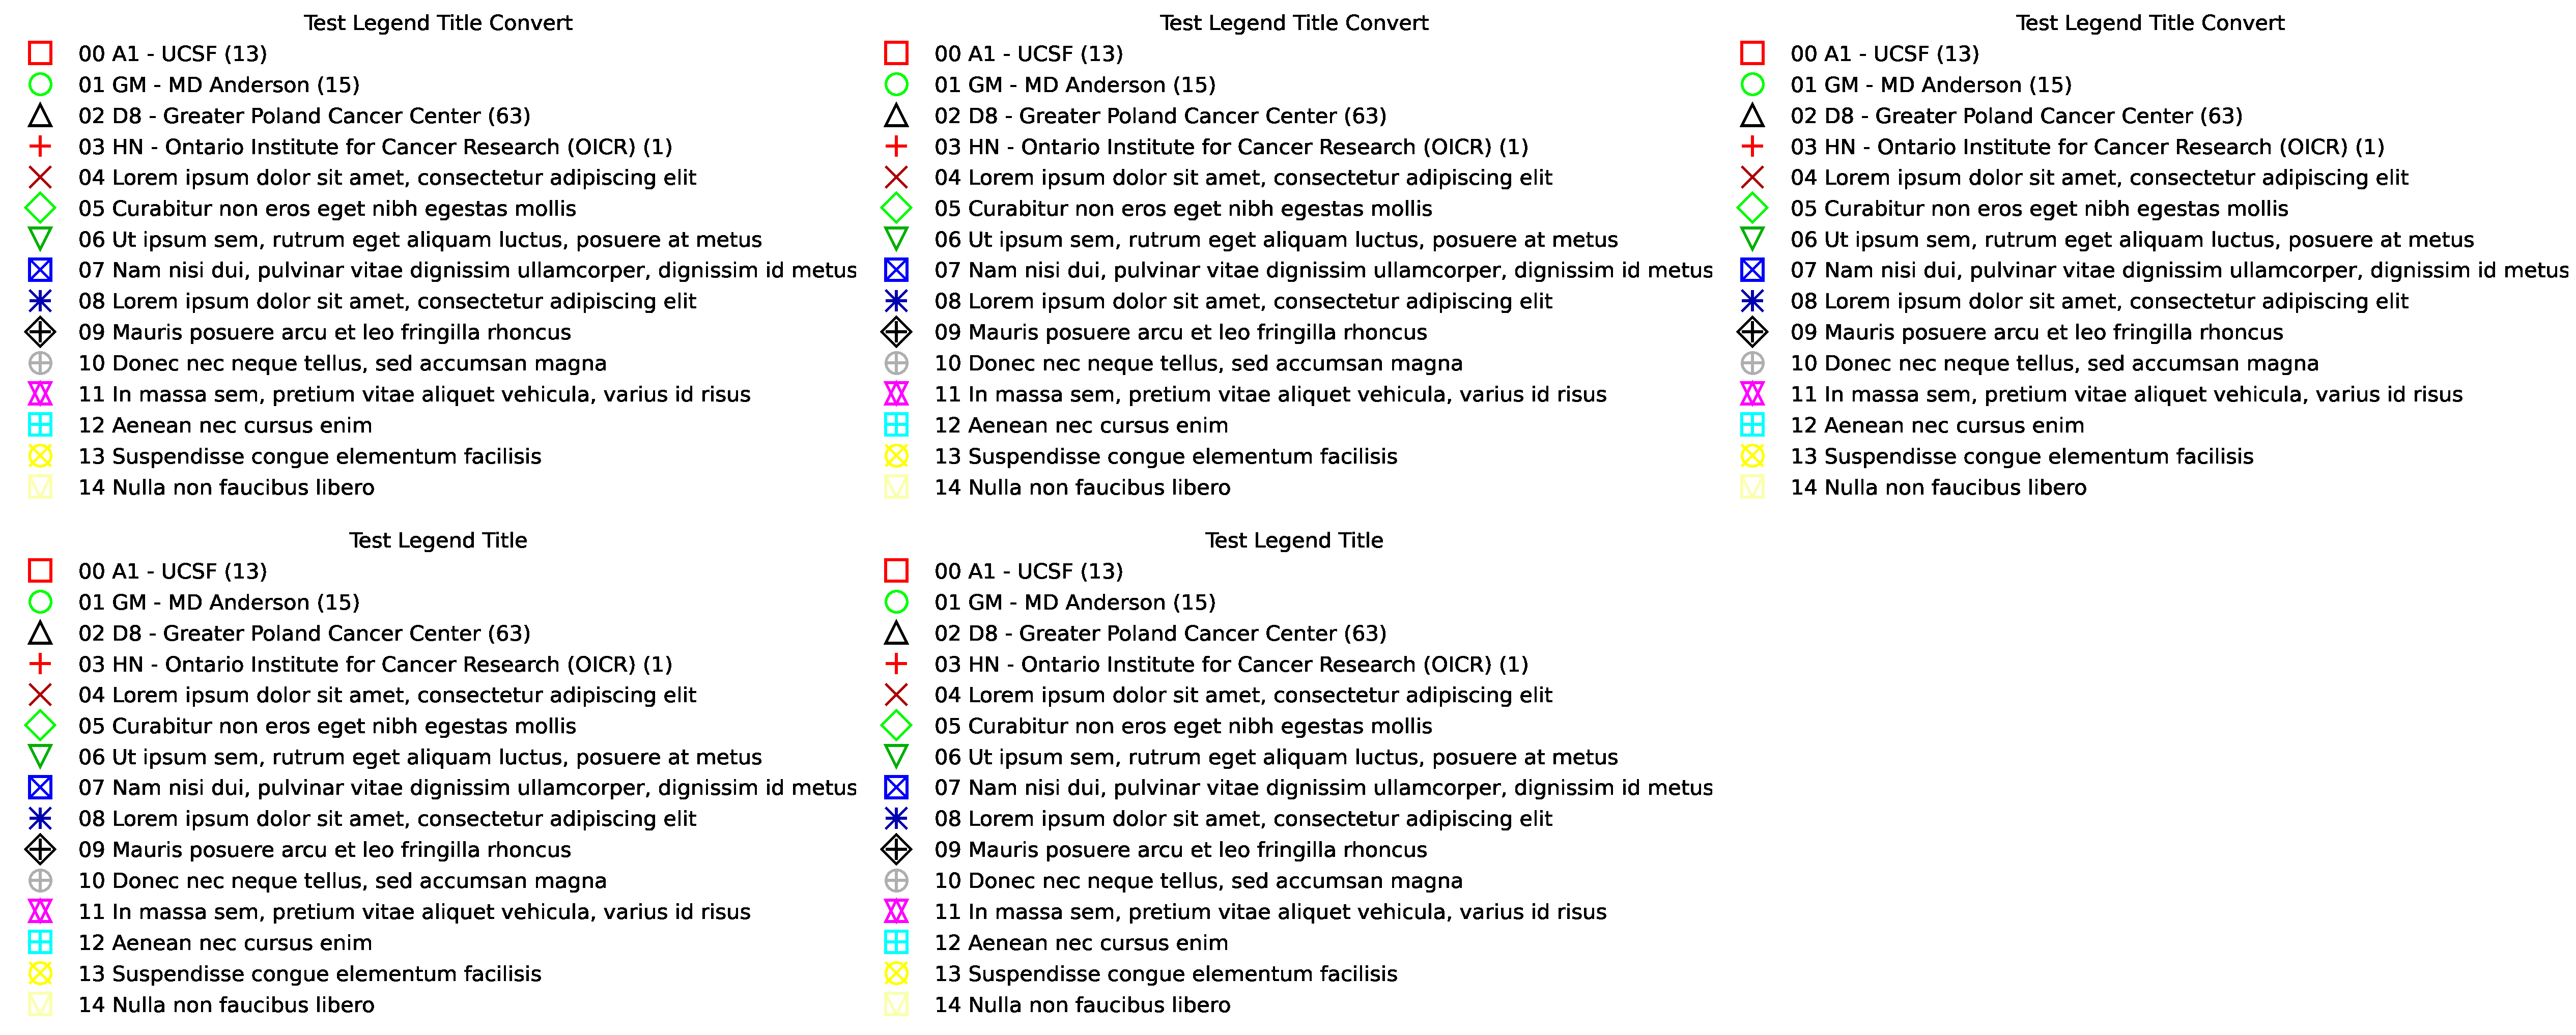 Test Legend Title Convert
00 A1 - UCSF (13)
01 GM - MD Anderson (15)
02 D8 - Greater Poland Cancer Center (63)
03 HN - Ontario Institute for Cancer Research (OICR) (1)
04 Lorem ipsum dolor sit amet, consectetur adipiscing elit
05 Curabitur non eros eget nibh egestas mollis
06 Ut ipsum sem, rutrum eget aliquam luctus, posuere at metus
07 Nam nisi dui, pulvinar vitae dignissim ullamcorper, dignissim id metus
08 Lorem ipsum dolor sit amet, consectetur adipiscing elit
09 Mauris posuere arcu et leo fringilla rhoncus
10 Donec nec neque tellus, sed accumsan magna
11 In massa sem, pretium vitae aliquet vehicula, varius id risus
12 Aenean nec cursus enim
13 Suspendisse congue elementum facilisis
14 Nulla non faucibus libero
Test Legend Title Convert
00 A1 - UCSF (13)
01 GM - MD Anderson (15)
02 D8 - Greater Poland Cancer Center (63)
03 HN - Ontario Institute for Cancer Research (OICR) (1)
04 Lorem ipsum dolor sit amet, consectetur adipiscing elit
05 Curabitur non eros eget nibh egestas mollis
06 Ut ipsum sem, rutrum eget aliquam luctus, posuere at metus
07 Nam nisi dui, pulvinar vitae dignissim ullamcorper, dignissim id metus
08 Lorem ipsum dolor sit amet, consectetur adipiscing elit
09 Mauris posuere arcu et leo fringilla rhoncus
10 Donec nec neque tellus, sed accumsan magna
11 In massa sem, pretium vitae aliquet vehicula, varius id risus
12 Aenean nec cursus enim
13 Suspendisse congue elementum facilisis
14 Nulla non faucibus libero
Test Legend Title Convert
00 A1 - UCSF (13)
01 GM - MD Anderson (15)
02 D8 - Greater Poland Cancer Center (63)
03 HN - Ontario Institute for Cancer Research (OICR) (1)
04 Lorem ipsum dolor sit amet, consectetur adipiscing elit
05 Curabitur non eros eget nibh egestas mollis
06 Ut ipsum sem, rutrum eget aliquam luctus, posuere at metus
07 Nam nisi dui, pulvinar vitae dignissim ullamcorper, dignissim id metus
08 Lorem ipsum dolor sit amet, consectetur adipiscing elit
09 Mauris posuere arcu et leo fringilla rhoncus
10 Donec nec neque tellus, sed accumsan magna
11 In massa sem, pretium vitae aliquet vehicula, varius id risus
12 Aenean nec cursus enim
13 Suspendisse congue elementum facilisis
14 Nulla non faucibus libero
Test Legend Title
00 A1 - UCSF (13)
01 GM - MD Anderson (15)
02 D8 - Greater Poland Cancer Center (63)
03 HN - Ontario Institute for Cancer Research (OICR) (1)
04 Lorem ipsum dolor sit amet, consectetur adipiscing elit
05 Curabitur non eros eget nibh egestas mollis
06 Ut ipsum sem, rutrum eget aliquam luctus, posuere at metus
07 Nam nisi dui, pulvinar vitae dignissim ullamcorper, dignissim id metus
08 Lorem ipsum dolor sit amet, consectetur adipiscing elit
09 Mauris posuere arcu et leo fringilla rhoncus
10 Donec nec neque tellus, sed accumsan magna
11 In massa sem, pretium vitae aliquet vehicula, varius id risus
12 Aenean nec cursus enim
13 Suspendisse congue elementum facilisis
14 Nulla non faucibus libero
Test Legend Title
00 A1 - UCSF (13)
01 GM - MD Anderson (15)
02 D8 - Greater Poland Cancer Center (63)
03 HN - Ontario Institute for Cancer Research (OICR) (1)
04 Lorem ipsum dolor sit amet, consectetur adipiscing elit
05 Curabitur non eros eget nibh egestas mollis
06 Ut ipsum sem, rutrum eget aliquam luctus, posuere at metus
07 Nam nisi dui, pulvinar vitae dignissim ullamcorper, dignissim id metus
08 Lorem ipsum dolor sit amet, consectetur adipiscing elit
09 Mauris posuere arcu et leo fringilla rhoncus
10 Donec nec neque tellus, sed accumsan magna
11 In massa sem, pretium vitae aliquet vehicula, varius id risus
12 Aenean nec cursus enim
13 Suspendisse congue elementum facilisis
14 Nulla non faucibus libero